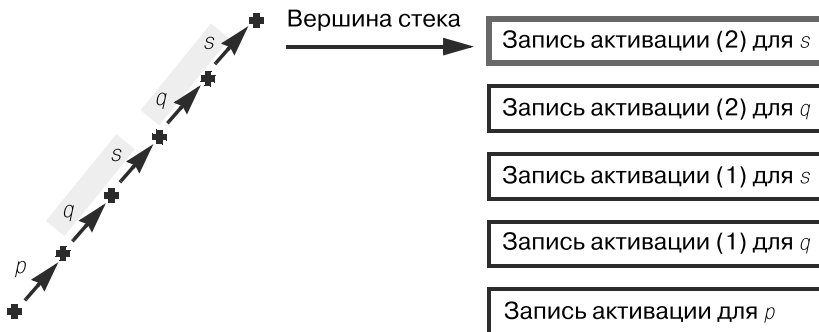 s
Вершина стека
Запись активации (2) для s
q
Запись активации (2) для q
s
Запись активации (1) для s
q
Запись активации (1) для q
p
Запись активации для p